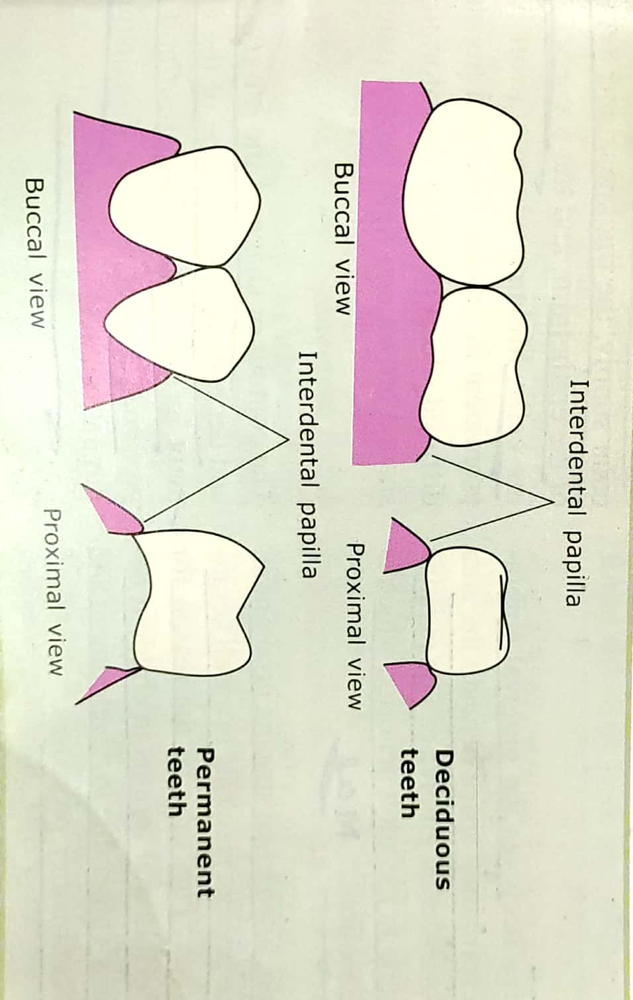 Interdental papilla
Buccal view
Proximal view
Deciduous
teeth
Interdental papilla
Buccal view
Proximal view
Permanent
teeth